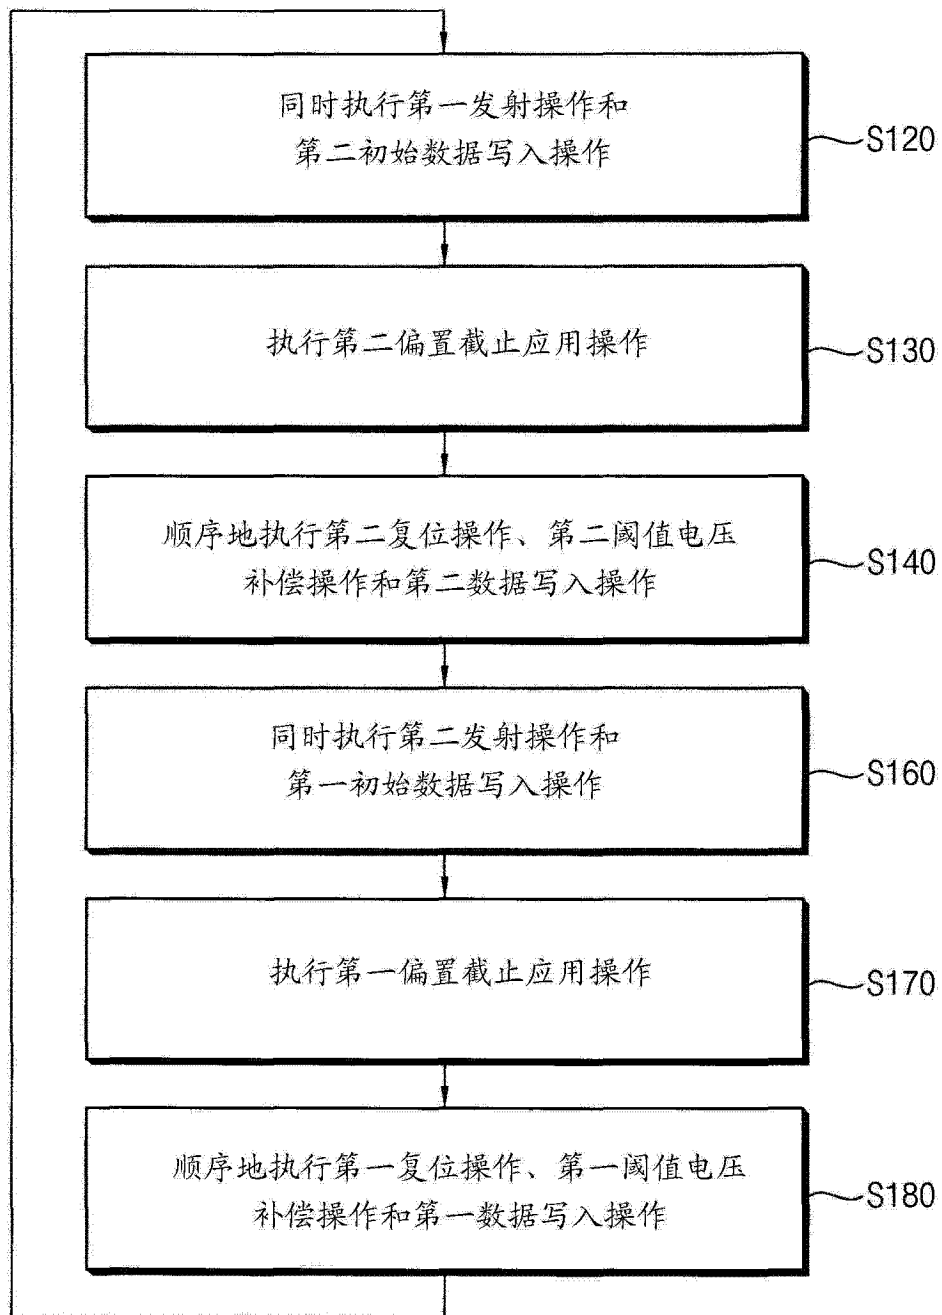 同时执行第一发射操作和
第二初始数据写入操作
S120
执行第二偏置截止应用操作
S130
顺序地执行第二复位操作、第二阈值电压
补偿操作和第二数据写入操作
S140
同时执行第二发射操作和
第一初始数据写入操作
S160
执行第一偏置截止应用操作
S170
顺序地执行第一复位操作、第一阈值电压
补偿操作和第一数据写入操作
S180